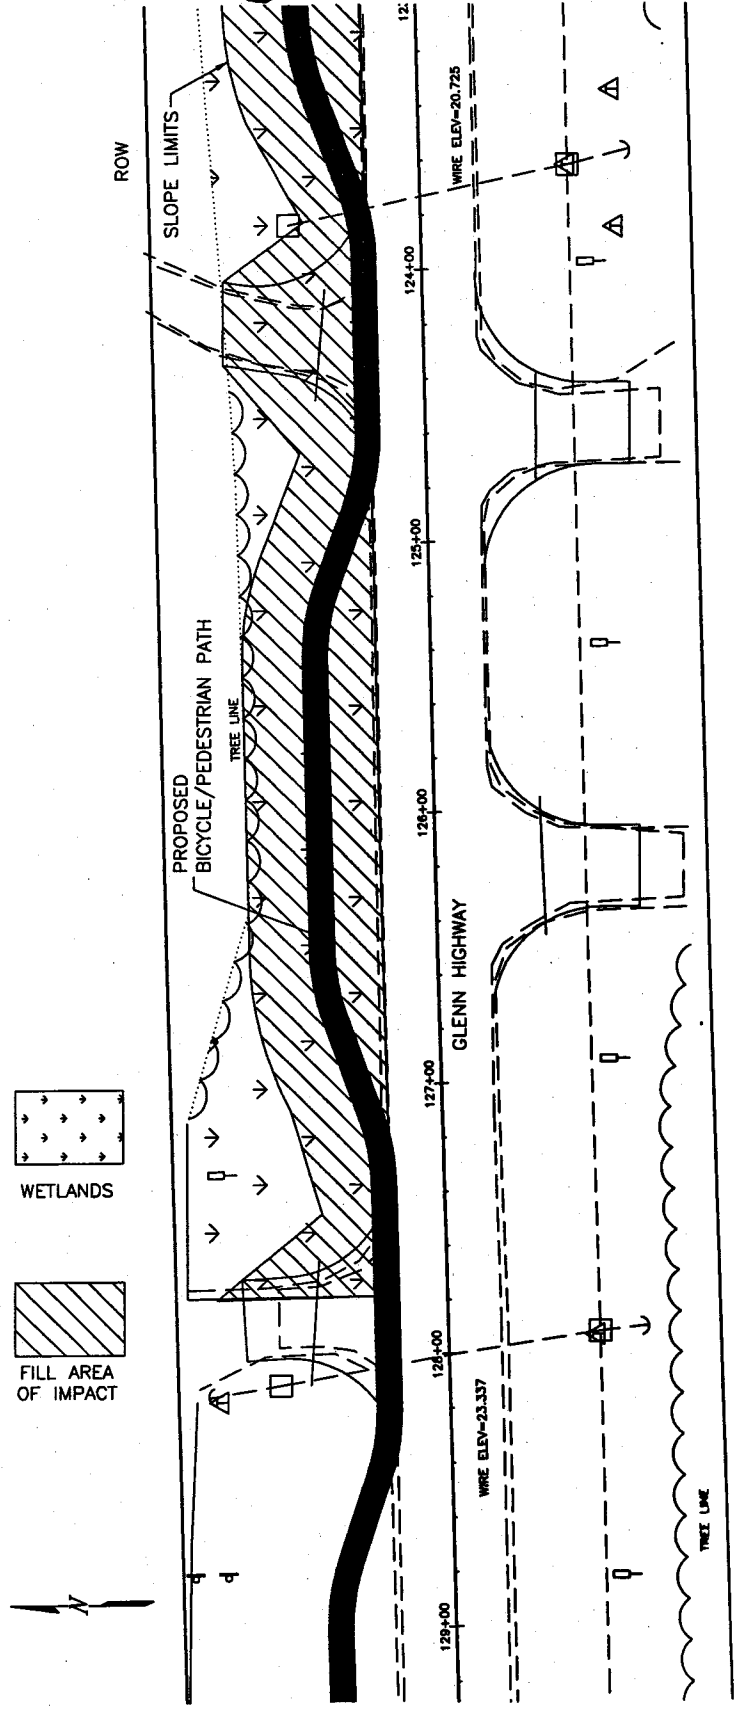 ROW
SLOPE LIMITS
WIRE ELEV=20.725
124+00
125+00
PROPOSED
BICYCLE/PEDESTRIAN PATH
TREE LINE
126+00
GLENN HIGHWAY
127+00
WETLANDS
FILL AREA
OF IMPACT
128+00
WIRE ELEV=23.337
TREE LINE
N
129+00